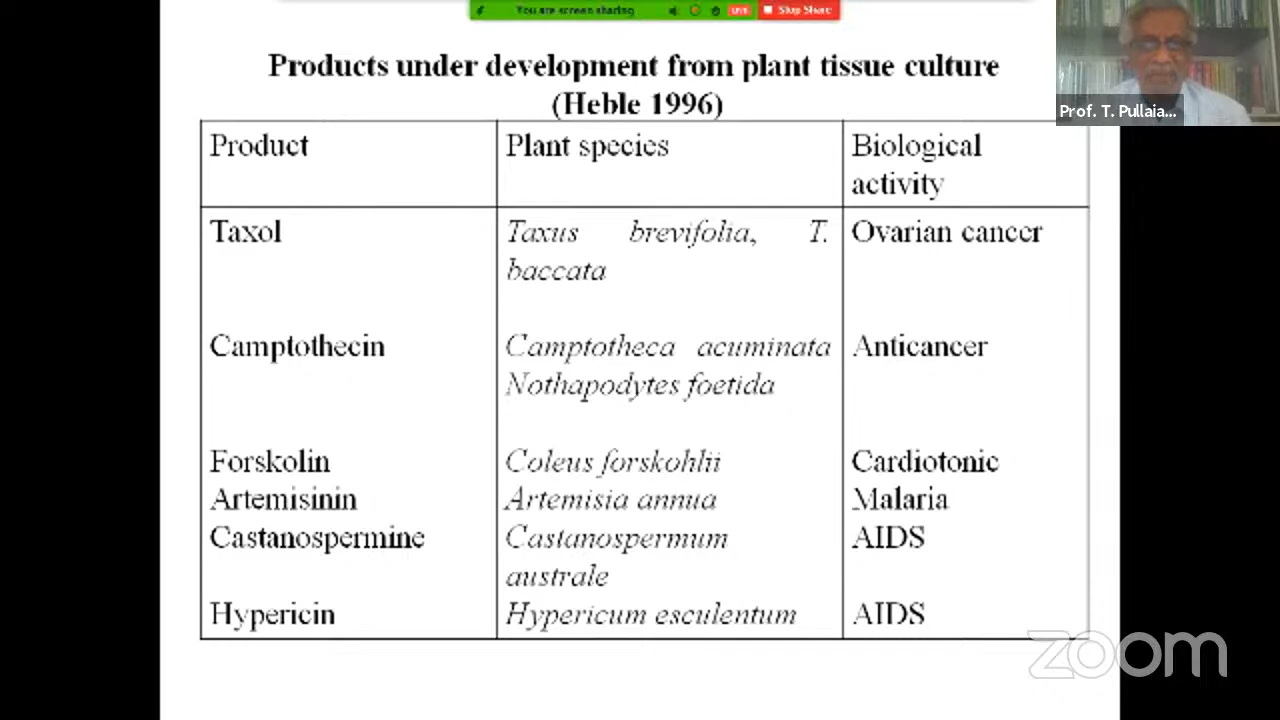 You are screen sharing
Stop Share
Products under development from plant tissue culture
(Heble 1996)
Prof. T. Pullaia...
Product Plant species Biological
activity
Taxol Taxus brevifolia, T. Ovarian cancer
baccata
Camptothecin Camptotheca acuminata Anticancer
Nothapodytes foetida
Forskolin Coleus forskohlii Cardiotonic
Artemisinin Artemisia annua Malaria
Castanospermine Castanospermum AIDS
australe
Hypericin Hypericum esculentum AIDS
zoom